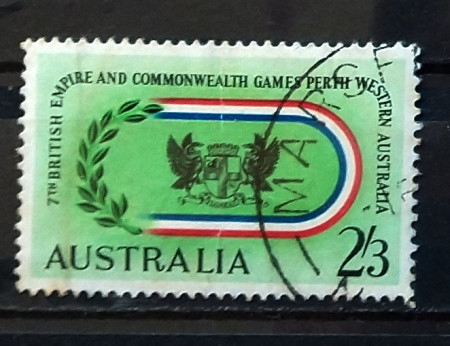 7TH BRITISH EMPIRE AND COMMONWEALTH GAMES PERTH WESTERN AUSTRALIA
AUSTRALIA 2/3